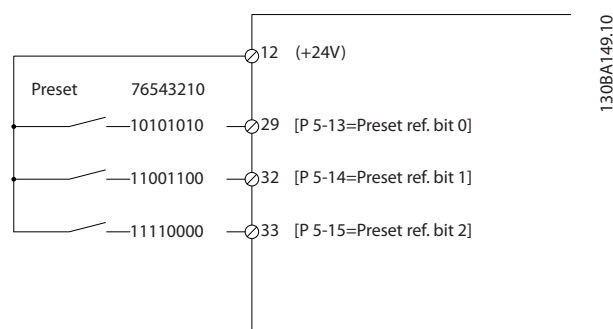 12 (+24V)
Preset 76543210
10101010 29 [P 5-13=Preset ref. bit 0]
11001100 32 [P 5-14=Preset ref. bit 1]
11110000 33 [P 5-15=Preset ref. bit 2]
130BA149.10